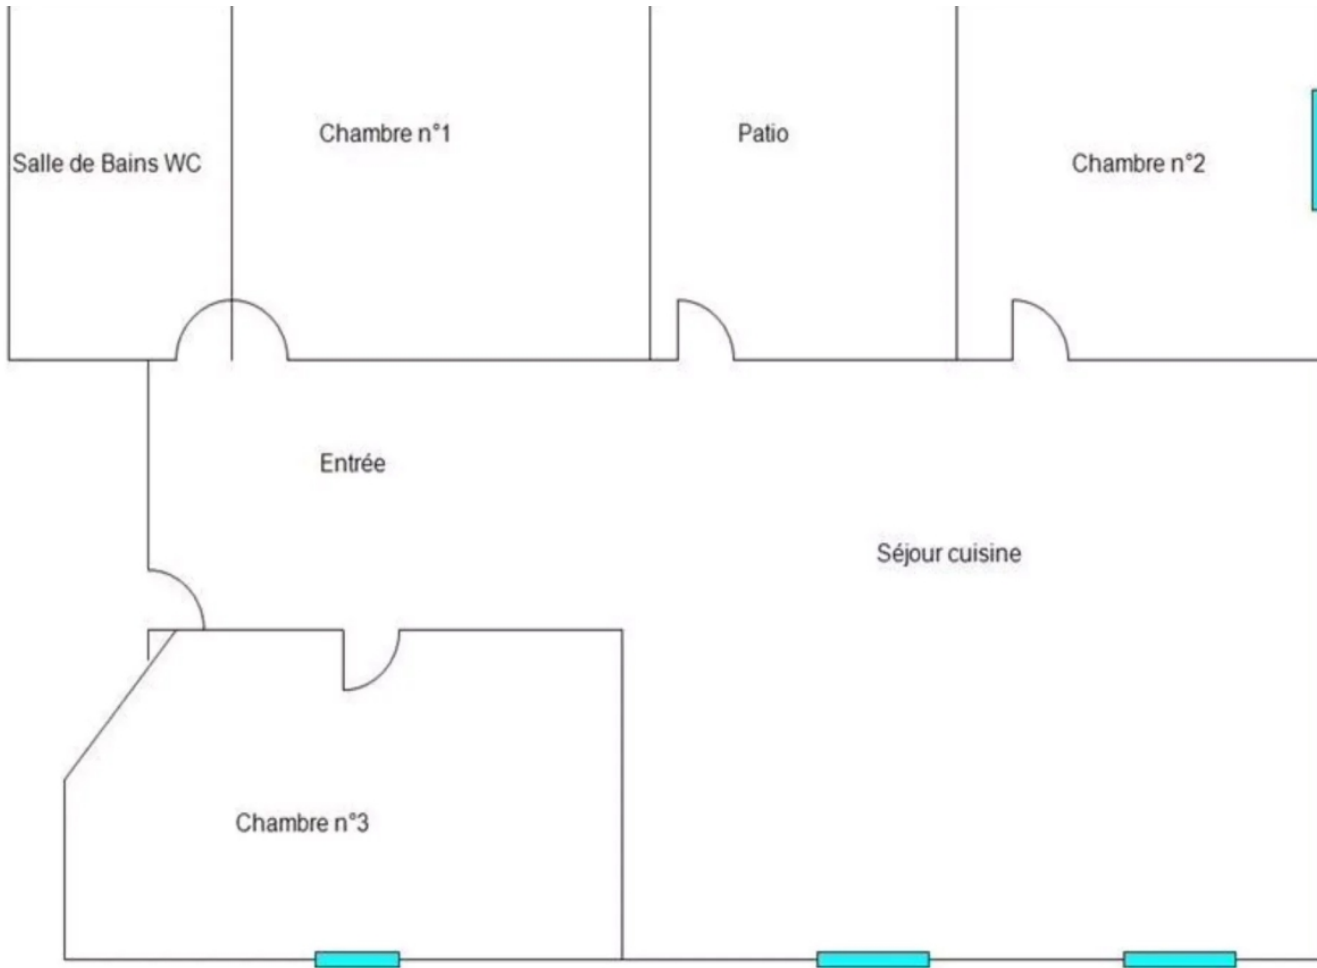 Chambre n°1
Patio
Salle de Bains WC
Chambre n°2
Entrée
Séjour cuisine
Chambre n°3